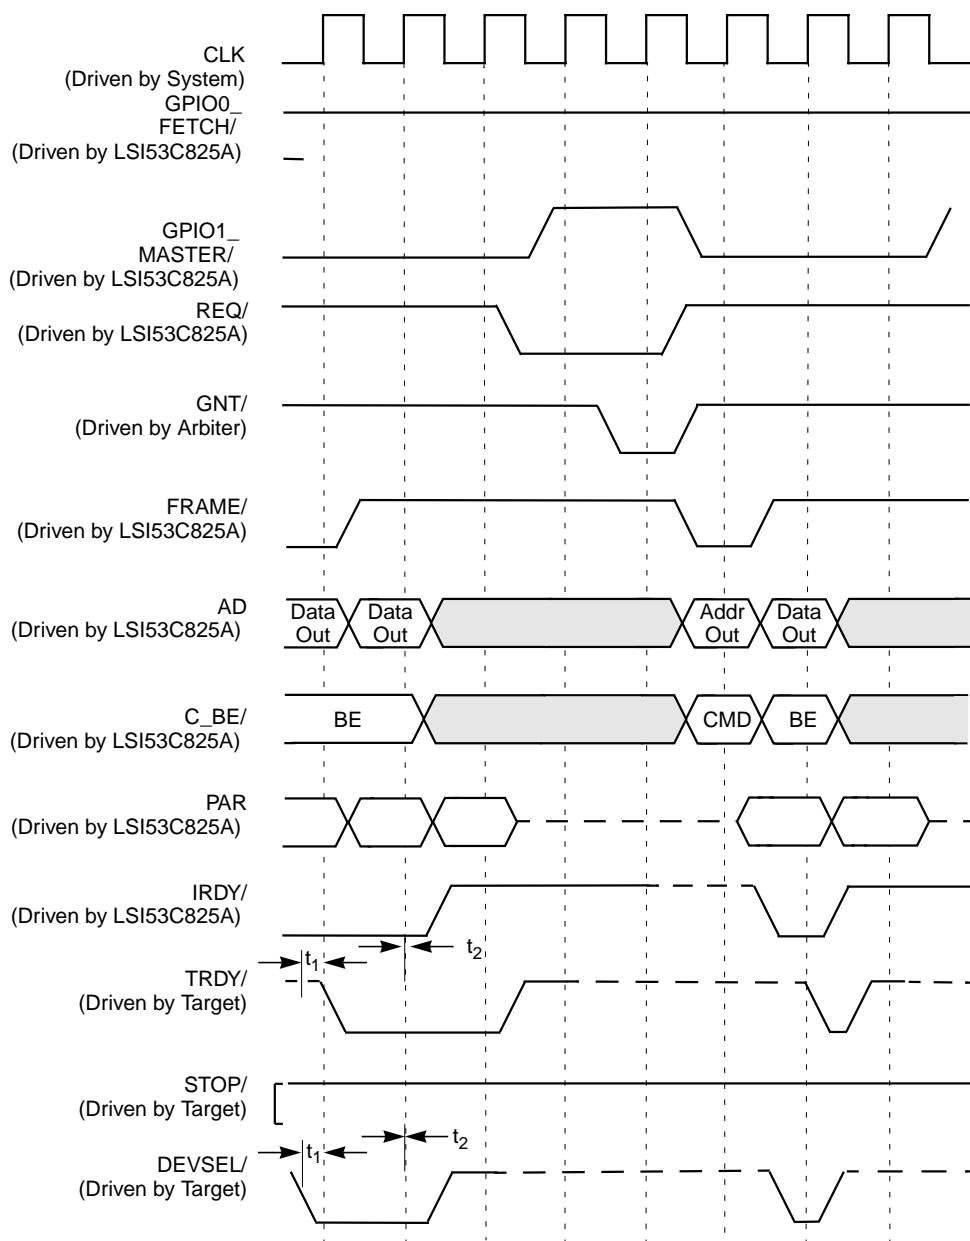 CLK
(Driven by System)
GPIO0_
FETCH/
(Driven by LSI53C825A)
GPIO1_
MASTER/
(Driven by LSI53C825A)
REQ/
(Driven by LSI53C825A)
GNT/
(Driven by Arbiter)
FRAME/
(Driven by LSI53C825A)
AD
(Driven by LSI53C825A)
Data Out
Data Out
Addr Out
Data Out
C_BE/
(Driven by LSI53C825A)
BE
CMD
BE
PAR
(Driven by LSI53C825A)
IRDY/
(Driven by LSI53C825A)
t1
t2
TRDY/
(Driven by Target)
STOP/
(Driven by Target)
t1
t2
DEVSEL/
(Driven by Target)